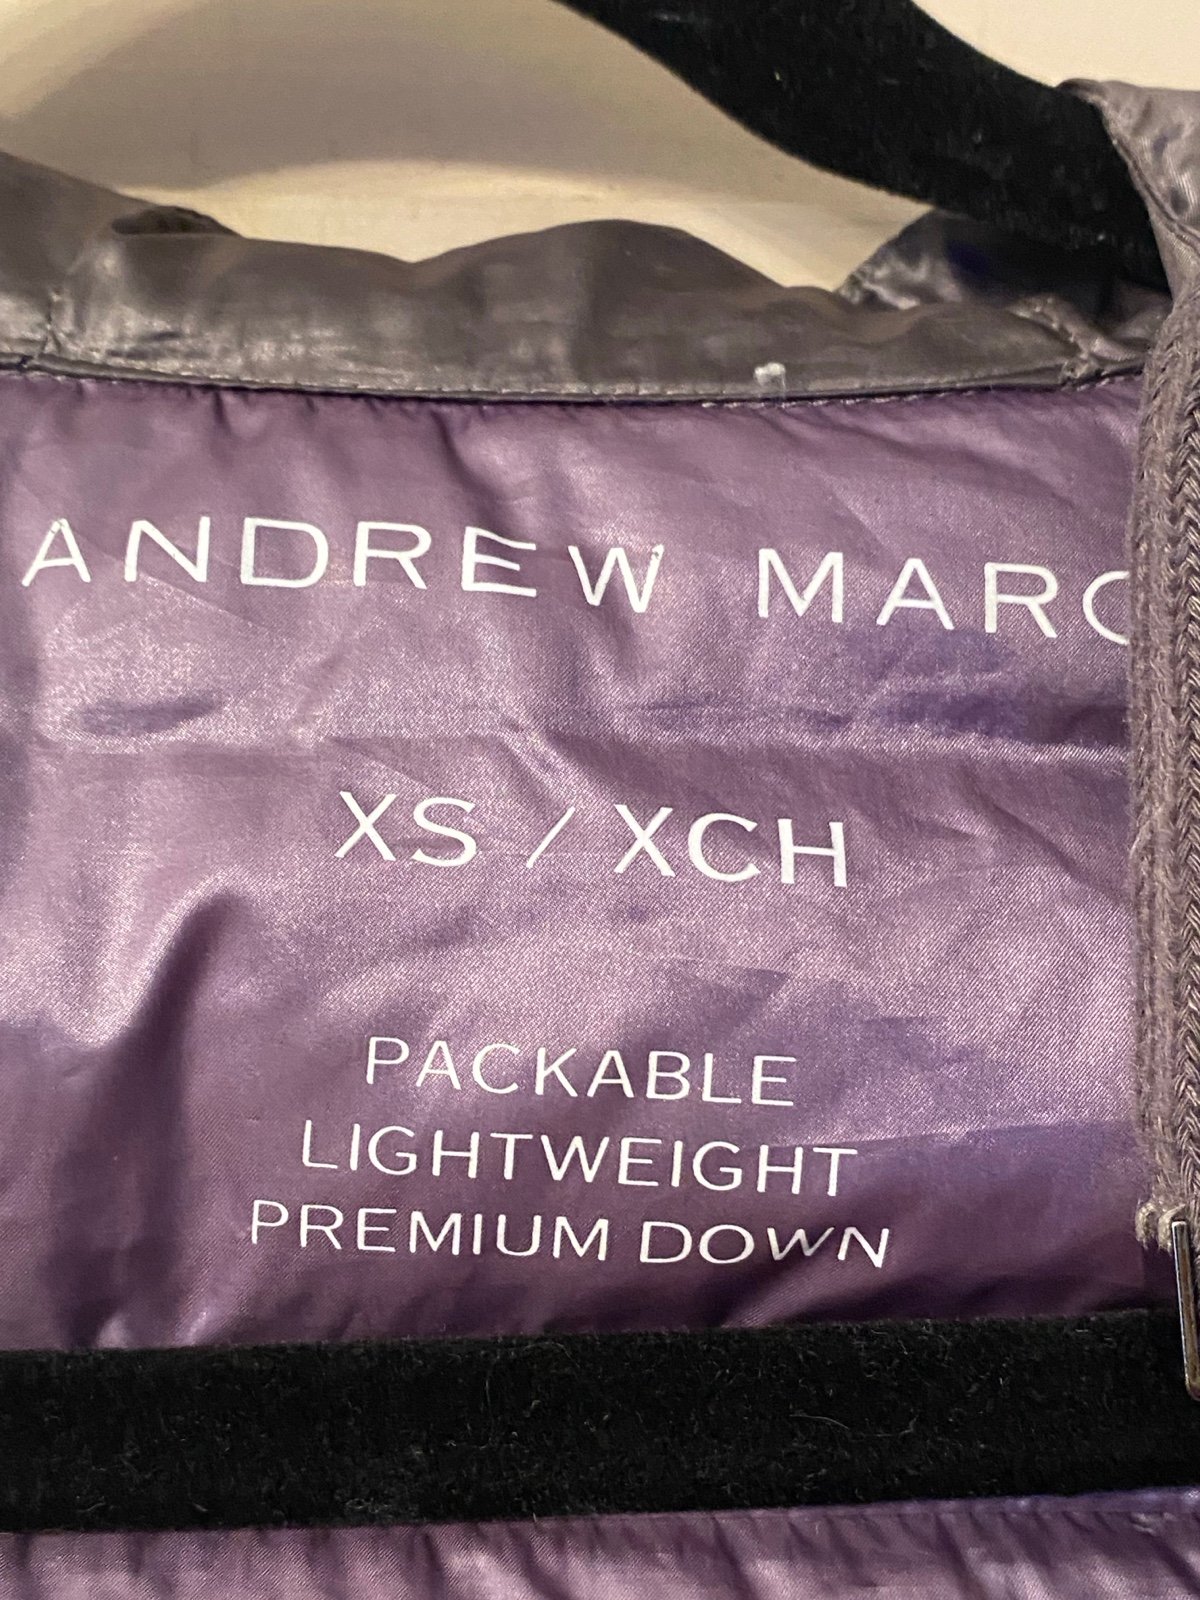 ANDREW MARC
XS / XCH
PACKABLE
LIGHTWEIGHT
PREMIUM DOWN